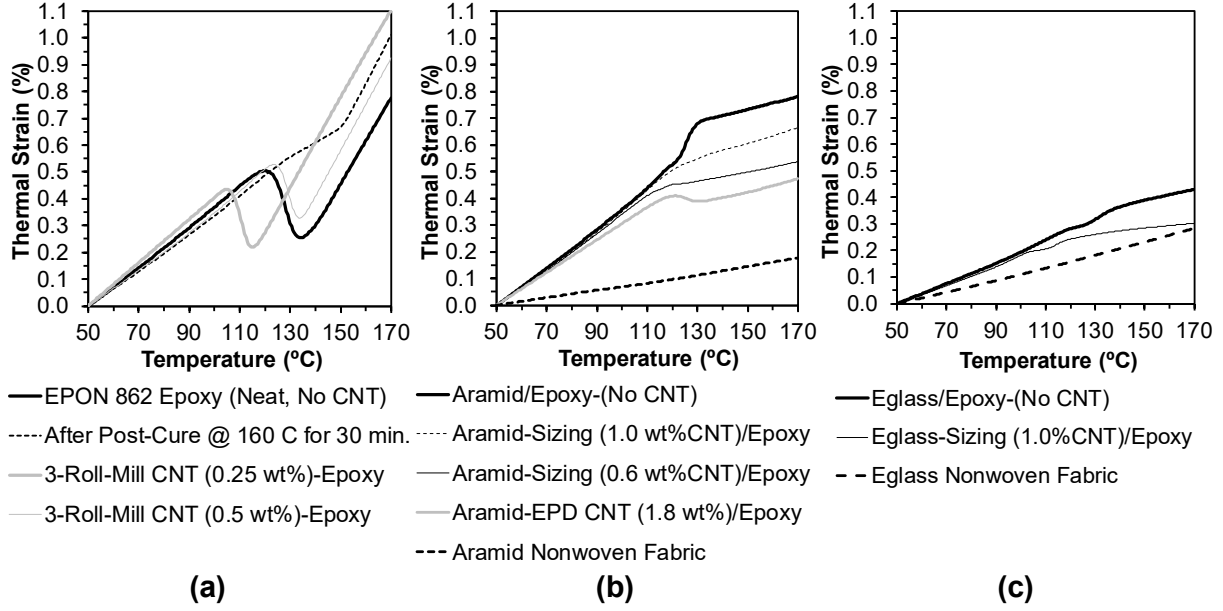 Thermal Strain (%)
1.1
1.0
0.9
0.8
0.7
0.6
0.5
0.4
0.3
0.2
0.1
0.0
50 70 90 110 130 150 170
Temperature (ºC)
EPON 862 Epoxy (Neat, No CNT)
After Post-Cure @ 160 C for 30 min.
3-Roll-Mill CNT (0.25 wt%)-Epoxy
3-Roll-Mill CNT (0.5 wt%)-Epoxy
(a)
Thermal Strain (%)
1.1
1.0
0.9
0.8
0.7
0.6
0.5
0.4
0.3
0.2
0.1
0.0
50 70 90 110 130 150 170
Temperature (ºC)
Aramid/Epoxy-(No CNT)
Aramid-Sizing (1.0 wt%CNT)/Epoxy
Aramid-Sizing (0.6 wt%CNT)/Epoxy
Aramid-EPD CNT (1.8 wt%)/Epoxy
Aramid Nonwoven Fabric
(b)
Thermal Strain (%)
1.1
1.0
0.9
0.8
0.7
0.6
0.5
0.4
0.3
0.2
0.1
0.0
50 70 90 110 130 150 170
Temperature (ºC)
Eglass/Epoxy-(No CNT)
Eglass-Sizing (1.0%CNT)/Epoxy
Eglass Nonwoven Fabric
(c)